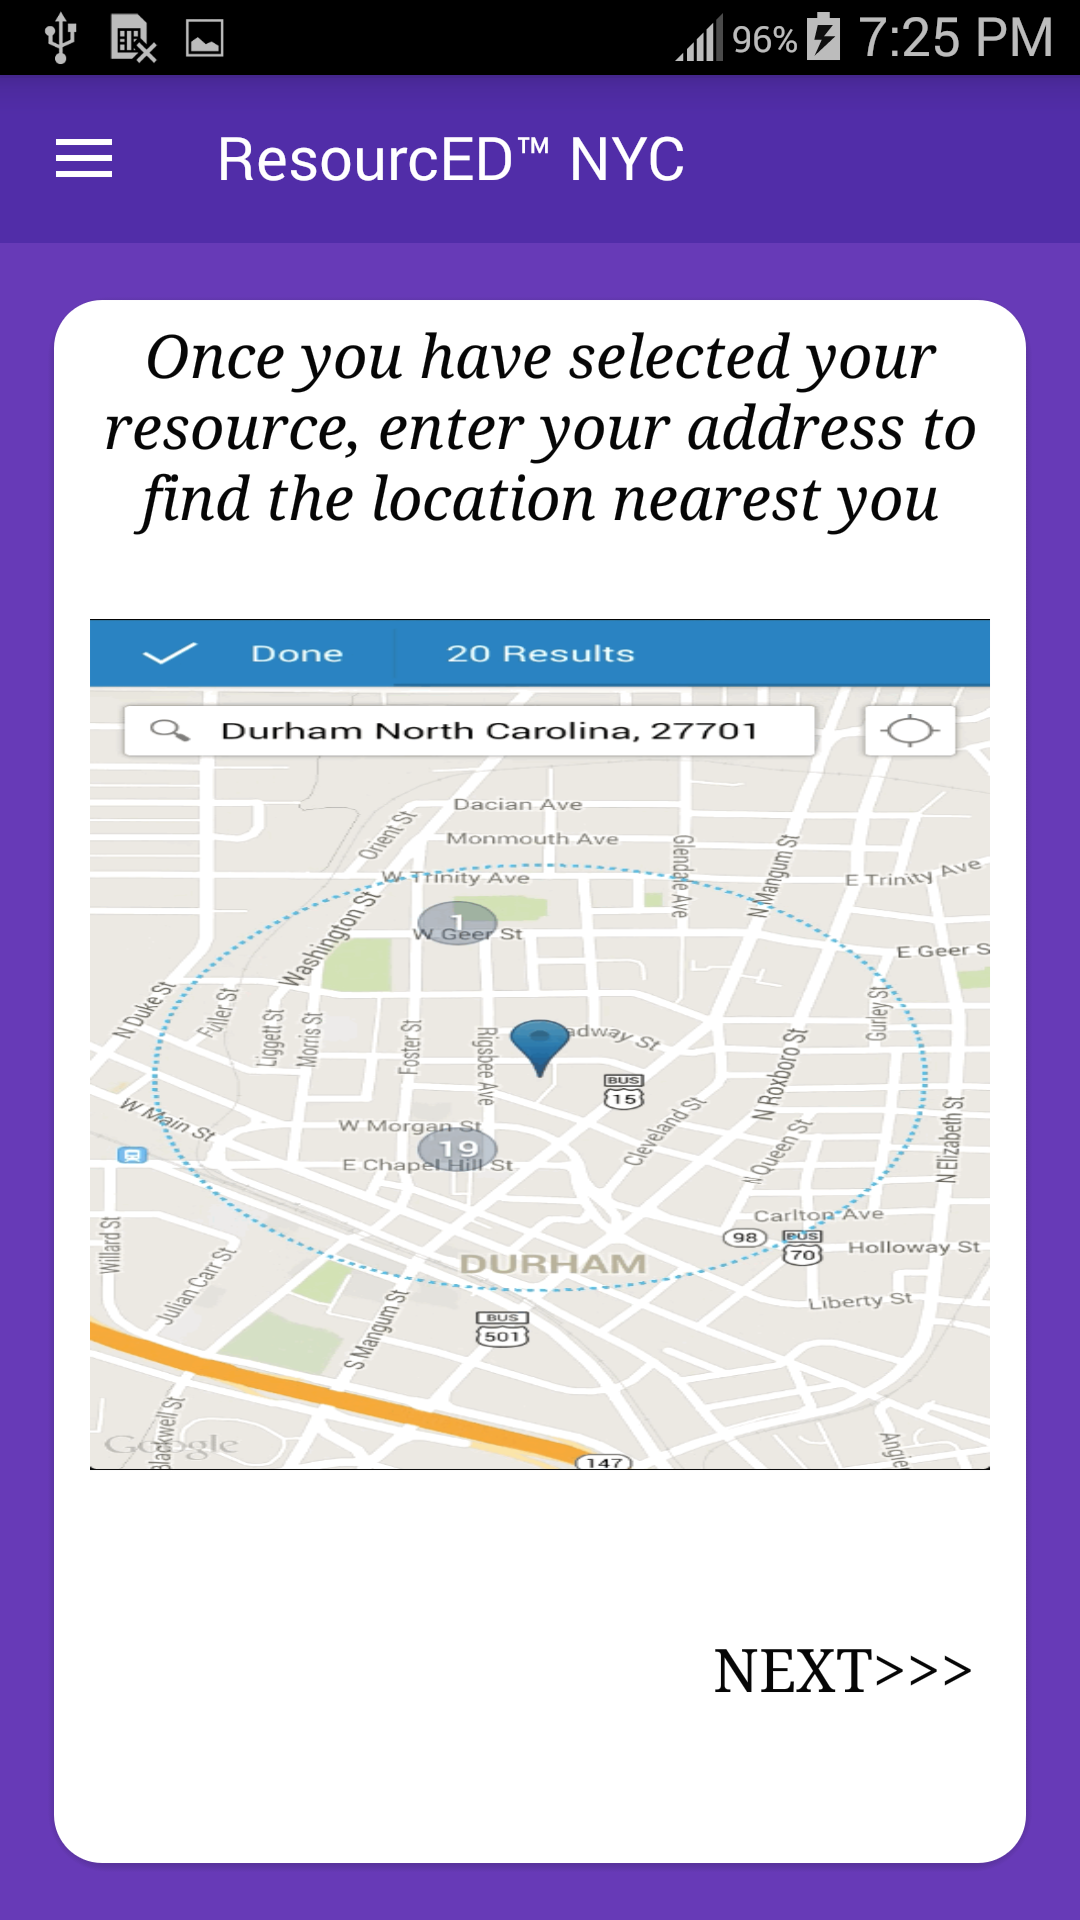 96% 7:25 PM
ResourcED™ NYC
Once you have selected your
resource, enter your address to
find the location nearest you
Done 20 Results
Durham North Carolina, 27701
Dacian Ave
Orient St
Monmouth Ave
Glendale Ave
N Mangum St
W Trinity Ave
E Trinity Ave
1
W Geer St
Washington St
E Geer S
N Duke St
Fuller St
Liggett St
Morris St
Foster St
Rigsbee Ave
adway St
Gurley St
BUS
15
N Roxboro St
W Main St
W Morgan St
19
E Chapel Hill St
Cleveland St
N Queen St
N Elizabeth St
Carlton Ave
98
BUS
70
Holloway St
Willard St
Julian Carr St
DURHAM
Liberty St
S Mangum St
BUS
501
Blackwell St
Google
Angie
147
NEXT>>>